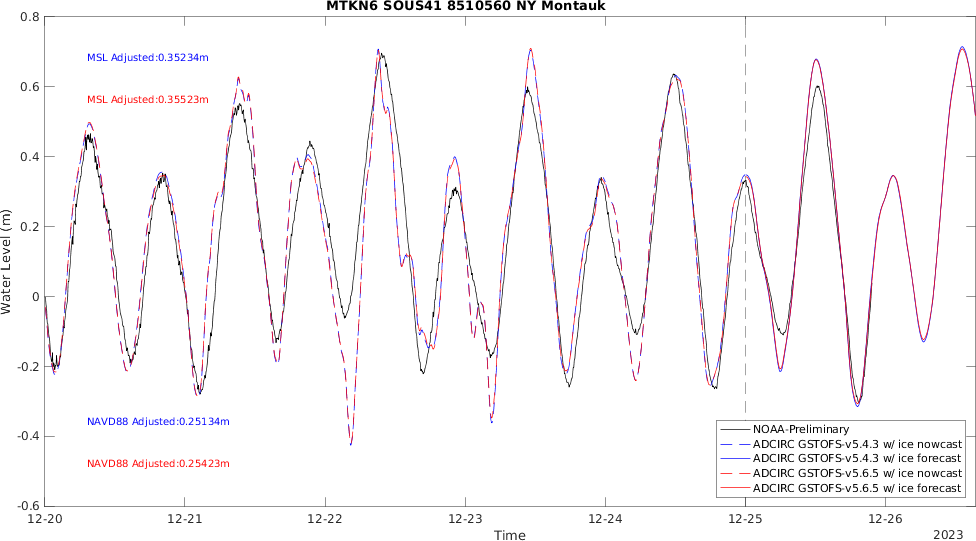 MTKN6 SOUS41 8510560 NY Montauk
0.8
0.6
0.4
0.2
0
-0.2
-0.4
-0.6
Water Level (m)
MSL Adjusted:0.35234m
MSL Adjusted:0.35523m
NAVD88 Adjusted:0.25134m
NAVD88 Adjusted:0.25423m
NOAA-Preliminary
ADCIRC GSTOFS-v5.4.3 w/ ice nowcast
ADCIRC GSTOFS-v5.4.3 w/ ice forecast
ADCIRC GSTOFS-v5.6.5 w/ ice nowcast
ADCIRC GSTOFS-v5.6.5 w/ ice forecast
12-20 12-21 12-22 12-23 12-24 12-25 12-26
Time
2023